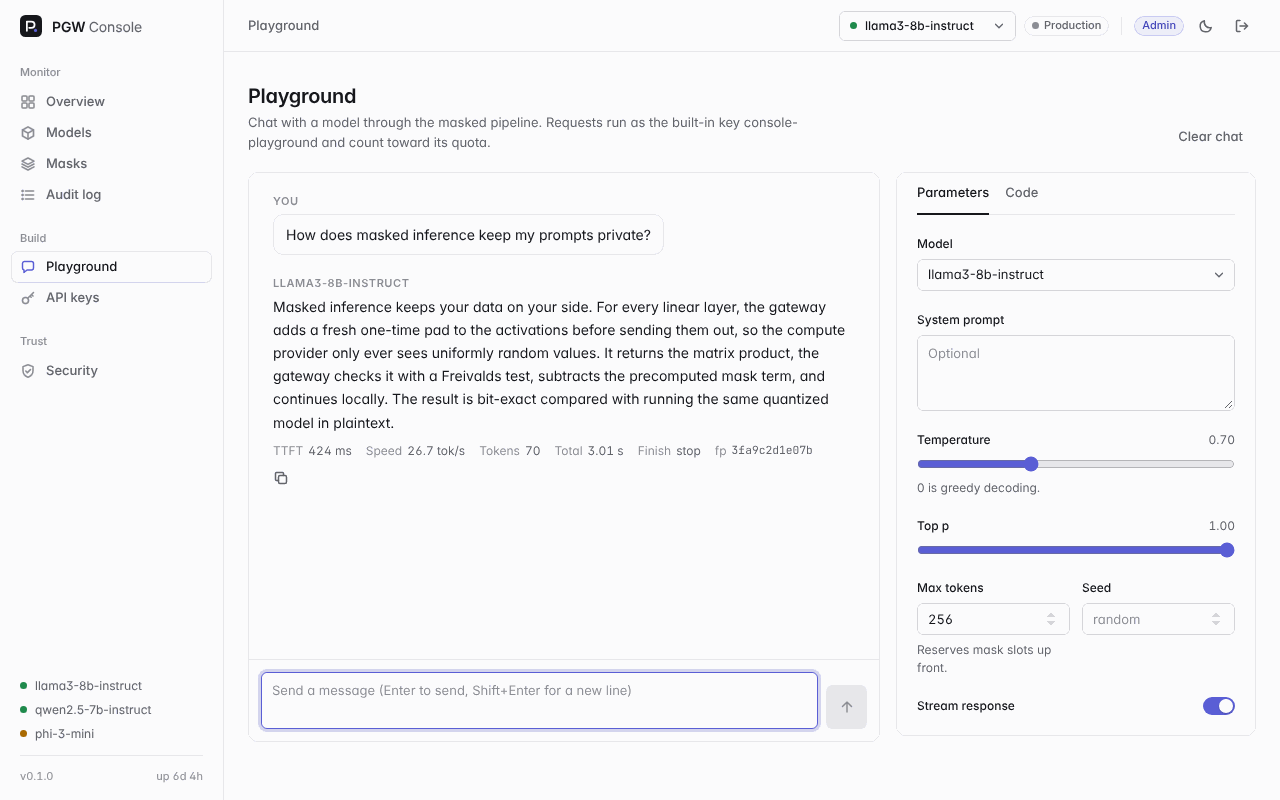 PGW Console
Monitor
Overview
Models
Masks
Audit log
Build
Playground
API keys
Trust
Security
llama3-8b-instruct
qwen2.5-7b-instruct
phi-3-mini
v0.1.0 up 6d 4h
Playground
llama3-8b-instruct
Production
Admin
Playground
Chat with a model through the masked pipeline. Requests run as the built-in key console-
playground and count toward its quota.
Clear chat
YOU
How does masked inference keep my prompts private?
LLAMA3-8B-INSTRUCT
Masked inference keeps your data on your side. For every linear layer, the gateway
adds a fresh one-time pad to the activations before sending them out, so the compute
provider only ever sees uniformly random values. It returns the matrix product, the
gateway checks it with a Freivalds test, subtracts the precomputed mask term, and
continues locally. The result is bit-exact compared with running the same quantized
model in plaintext.
TTFT 424 ms Speed 26.7 tok/s Tokens 70 Total 3.01 s Finish stop fp 3fa9c2d1e07b
Send a message (Enter to send, Shift+Enter for a new line)
Parameters Code
Model
llama3-8b-instruct
System prompt
Optional
Temperature 0.70
0 is greedy decoding.
Top p 1.00
Max tokens Seed
256 random
Reserves mask slots up
front.
Stream response